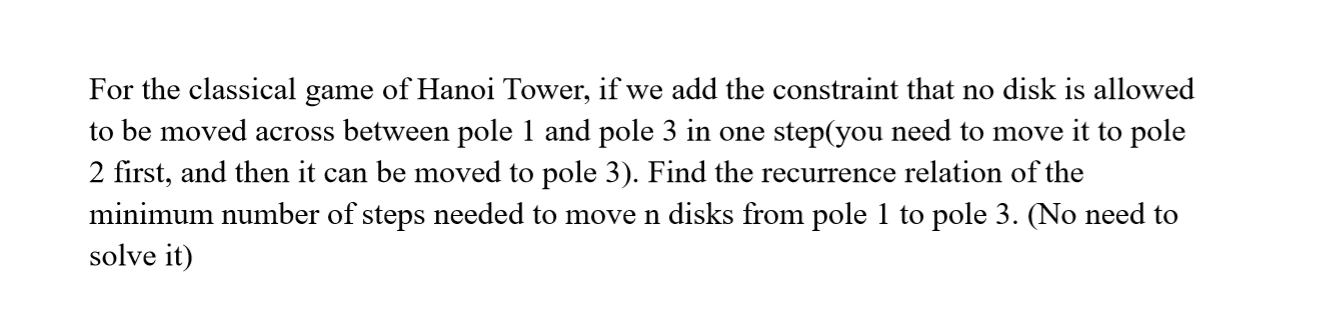 For the classical game of Hanoi Tower, if we add the constraint that no disk is allowed
to be moved across between pole 1 and pole 3 in one step(you need to move it to pole
2 first, and then it can be moved to pole 3). Find the recurrence relation of the
minimum number of steps needed to move n disks from pole 1 to pole 3. (No need to
solve it)